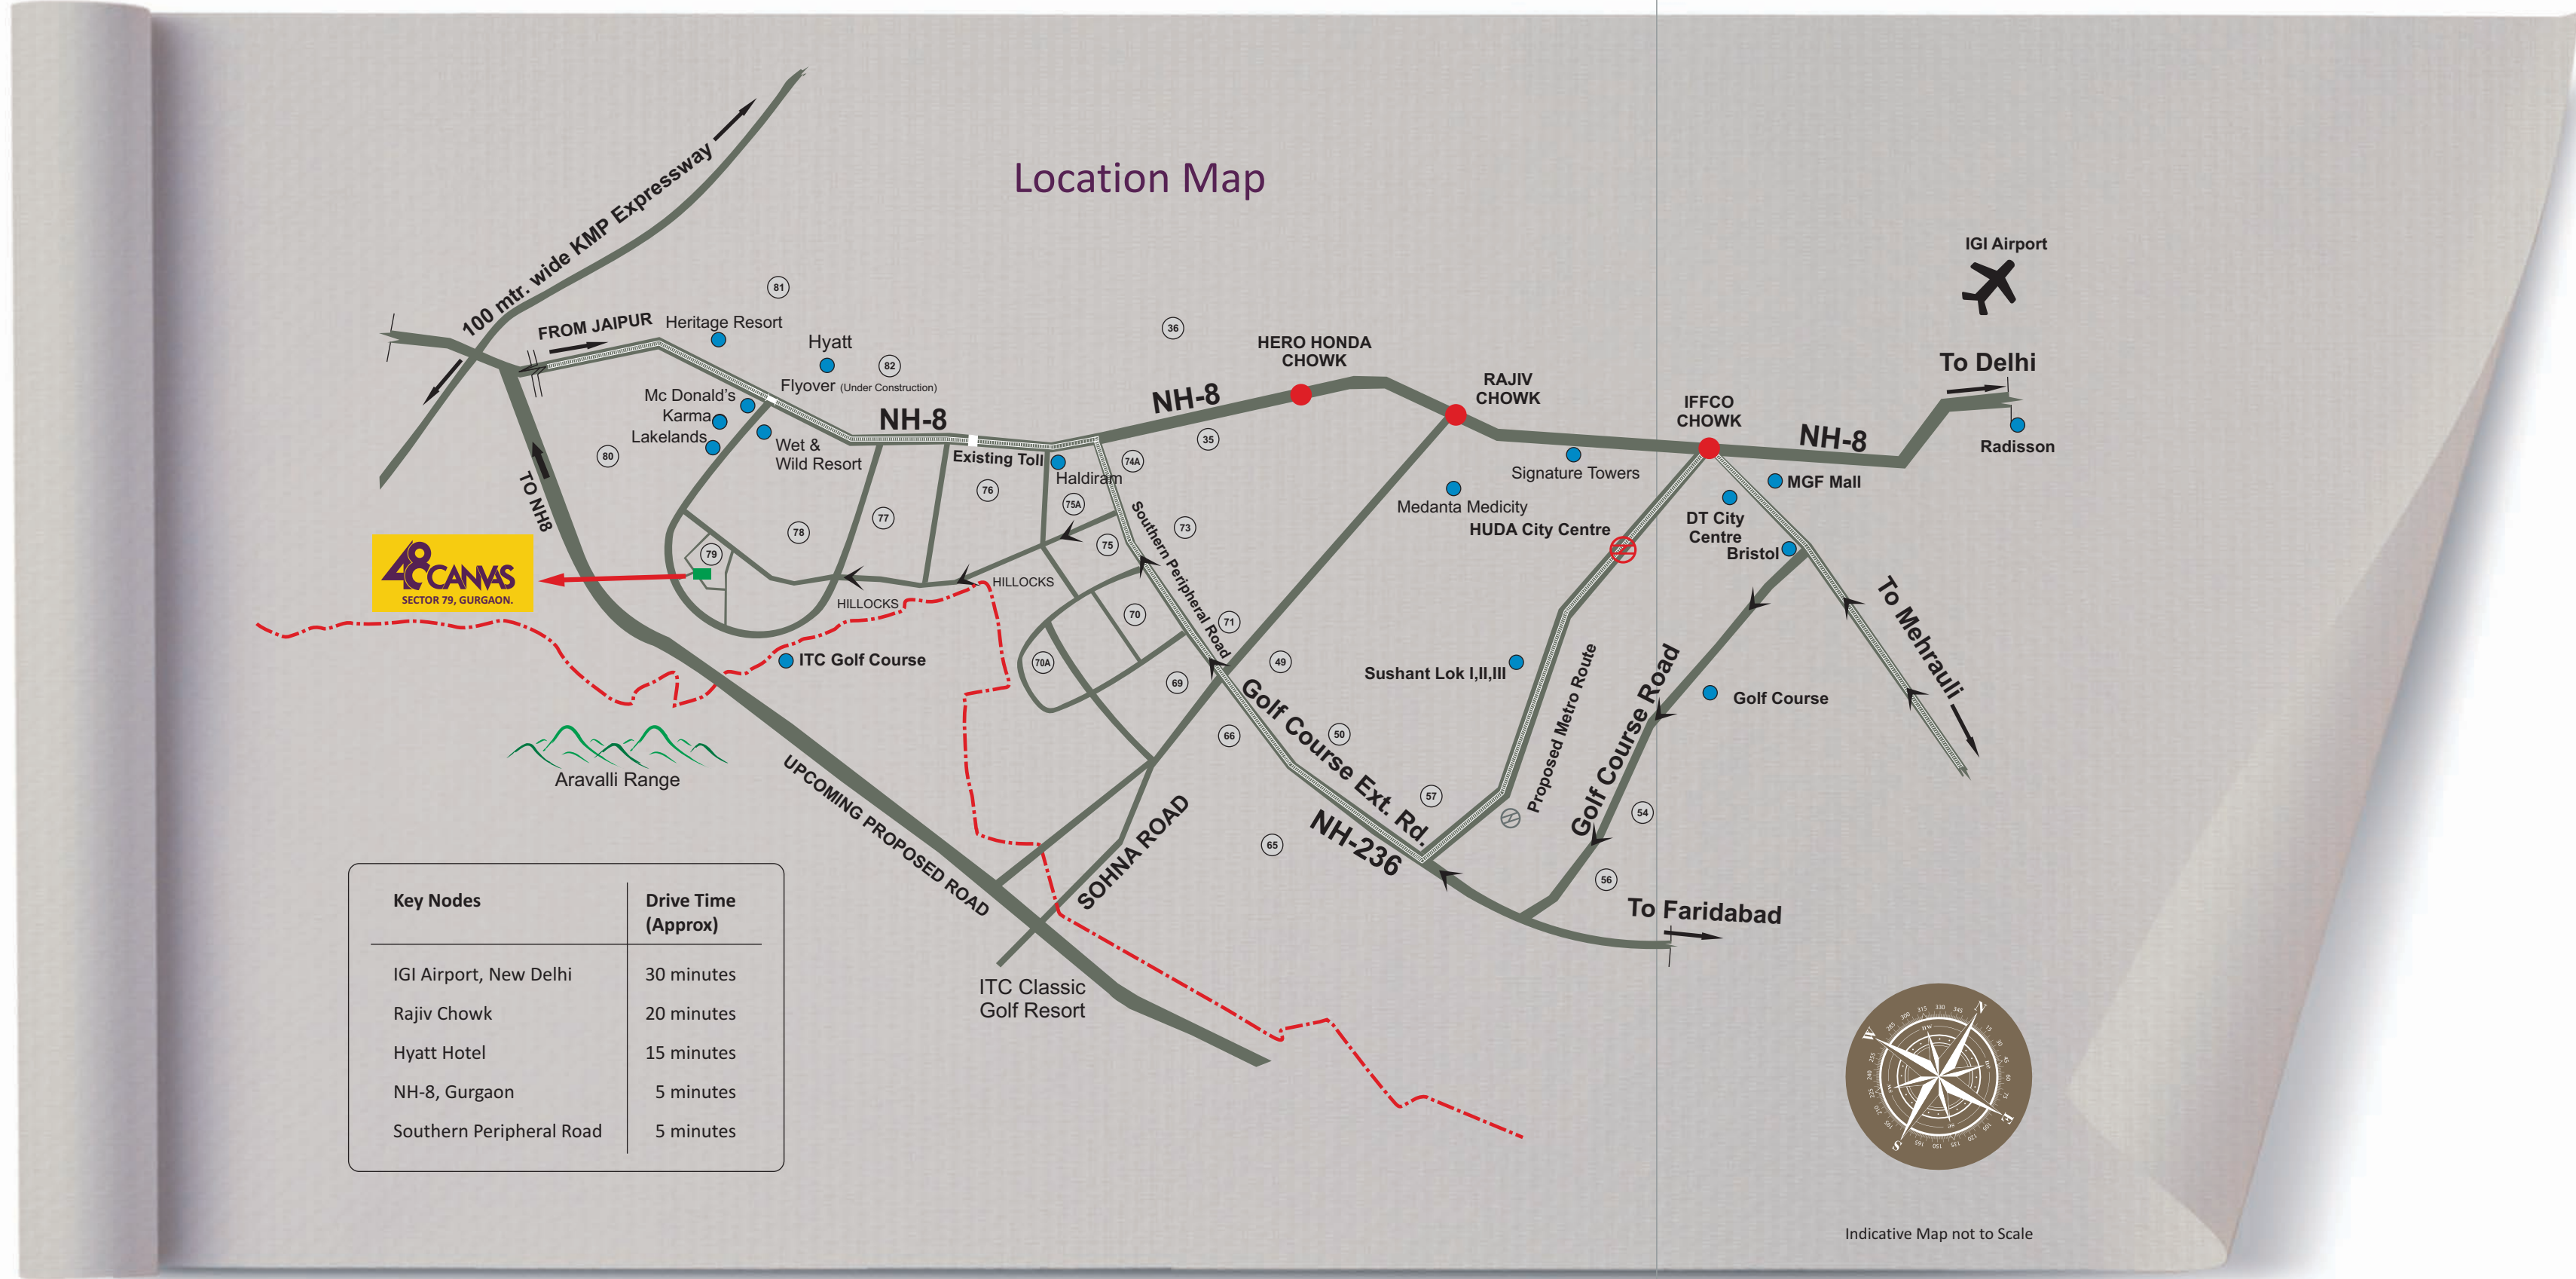 Location Map
100 mtr. wide KMP Expressway
FROM JAIPUR
81
Heritage Resort
Hyatt
82
Flyover (Under Construction)
Mc Donald's
Karma
Lakelands
Wet &
Wild Resort
80
TO NH8
NH-8
Existing Toll
Haldiram
36
NH-8
35
HERO HONDA
CHOWK
RAJIV
CHOWK
IFFCO
CHOWK
NH-8
IGI Airport
To Delhi
Radisson
Signature Towers
Medanta Medicity
HUDA City Centre
MGF Mall
DT City
Centre
Bristol
74A
76
75A
77
78
79
73
75
Southern Peripheral Road
48 CANVAS
SECTOR 79, GURGAON.
HILLOCKS
HILLOCKS
70
71
70A
69
49
ITC Golf Course
Sushant Lok I,II,III
Proposed Metro Route
Golf Course Road
Golf Course
To Mehrauli
66
50
57
54
65
56
Golf Course Ext. Rd.
NH-236
To Faridabad
Aravalli Range
UPCOMING PROPOSED ROAD
SOHNA ROAD
ITC Classic
Golf Resort
Key Nodes Drive Time
(Approx)
IGI Airport, New Delhi 30 minutes
Rajiv Chowk 20 minutes
Hyatt Hotel 15 minutes
NH-8, Gurgaon 5 minutes
Southern Peripheral Road 5 minutes
N
E
S
W
Indicative Map not to Scale